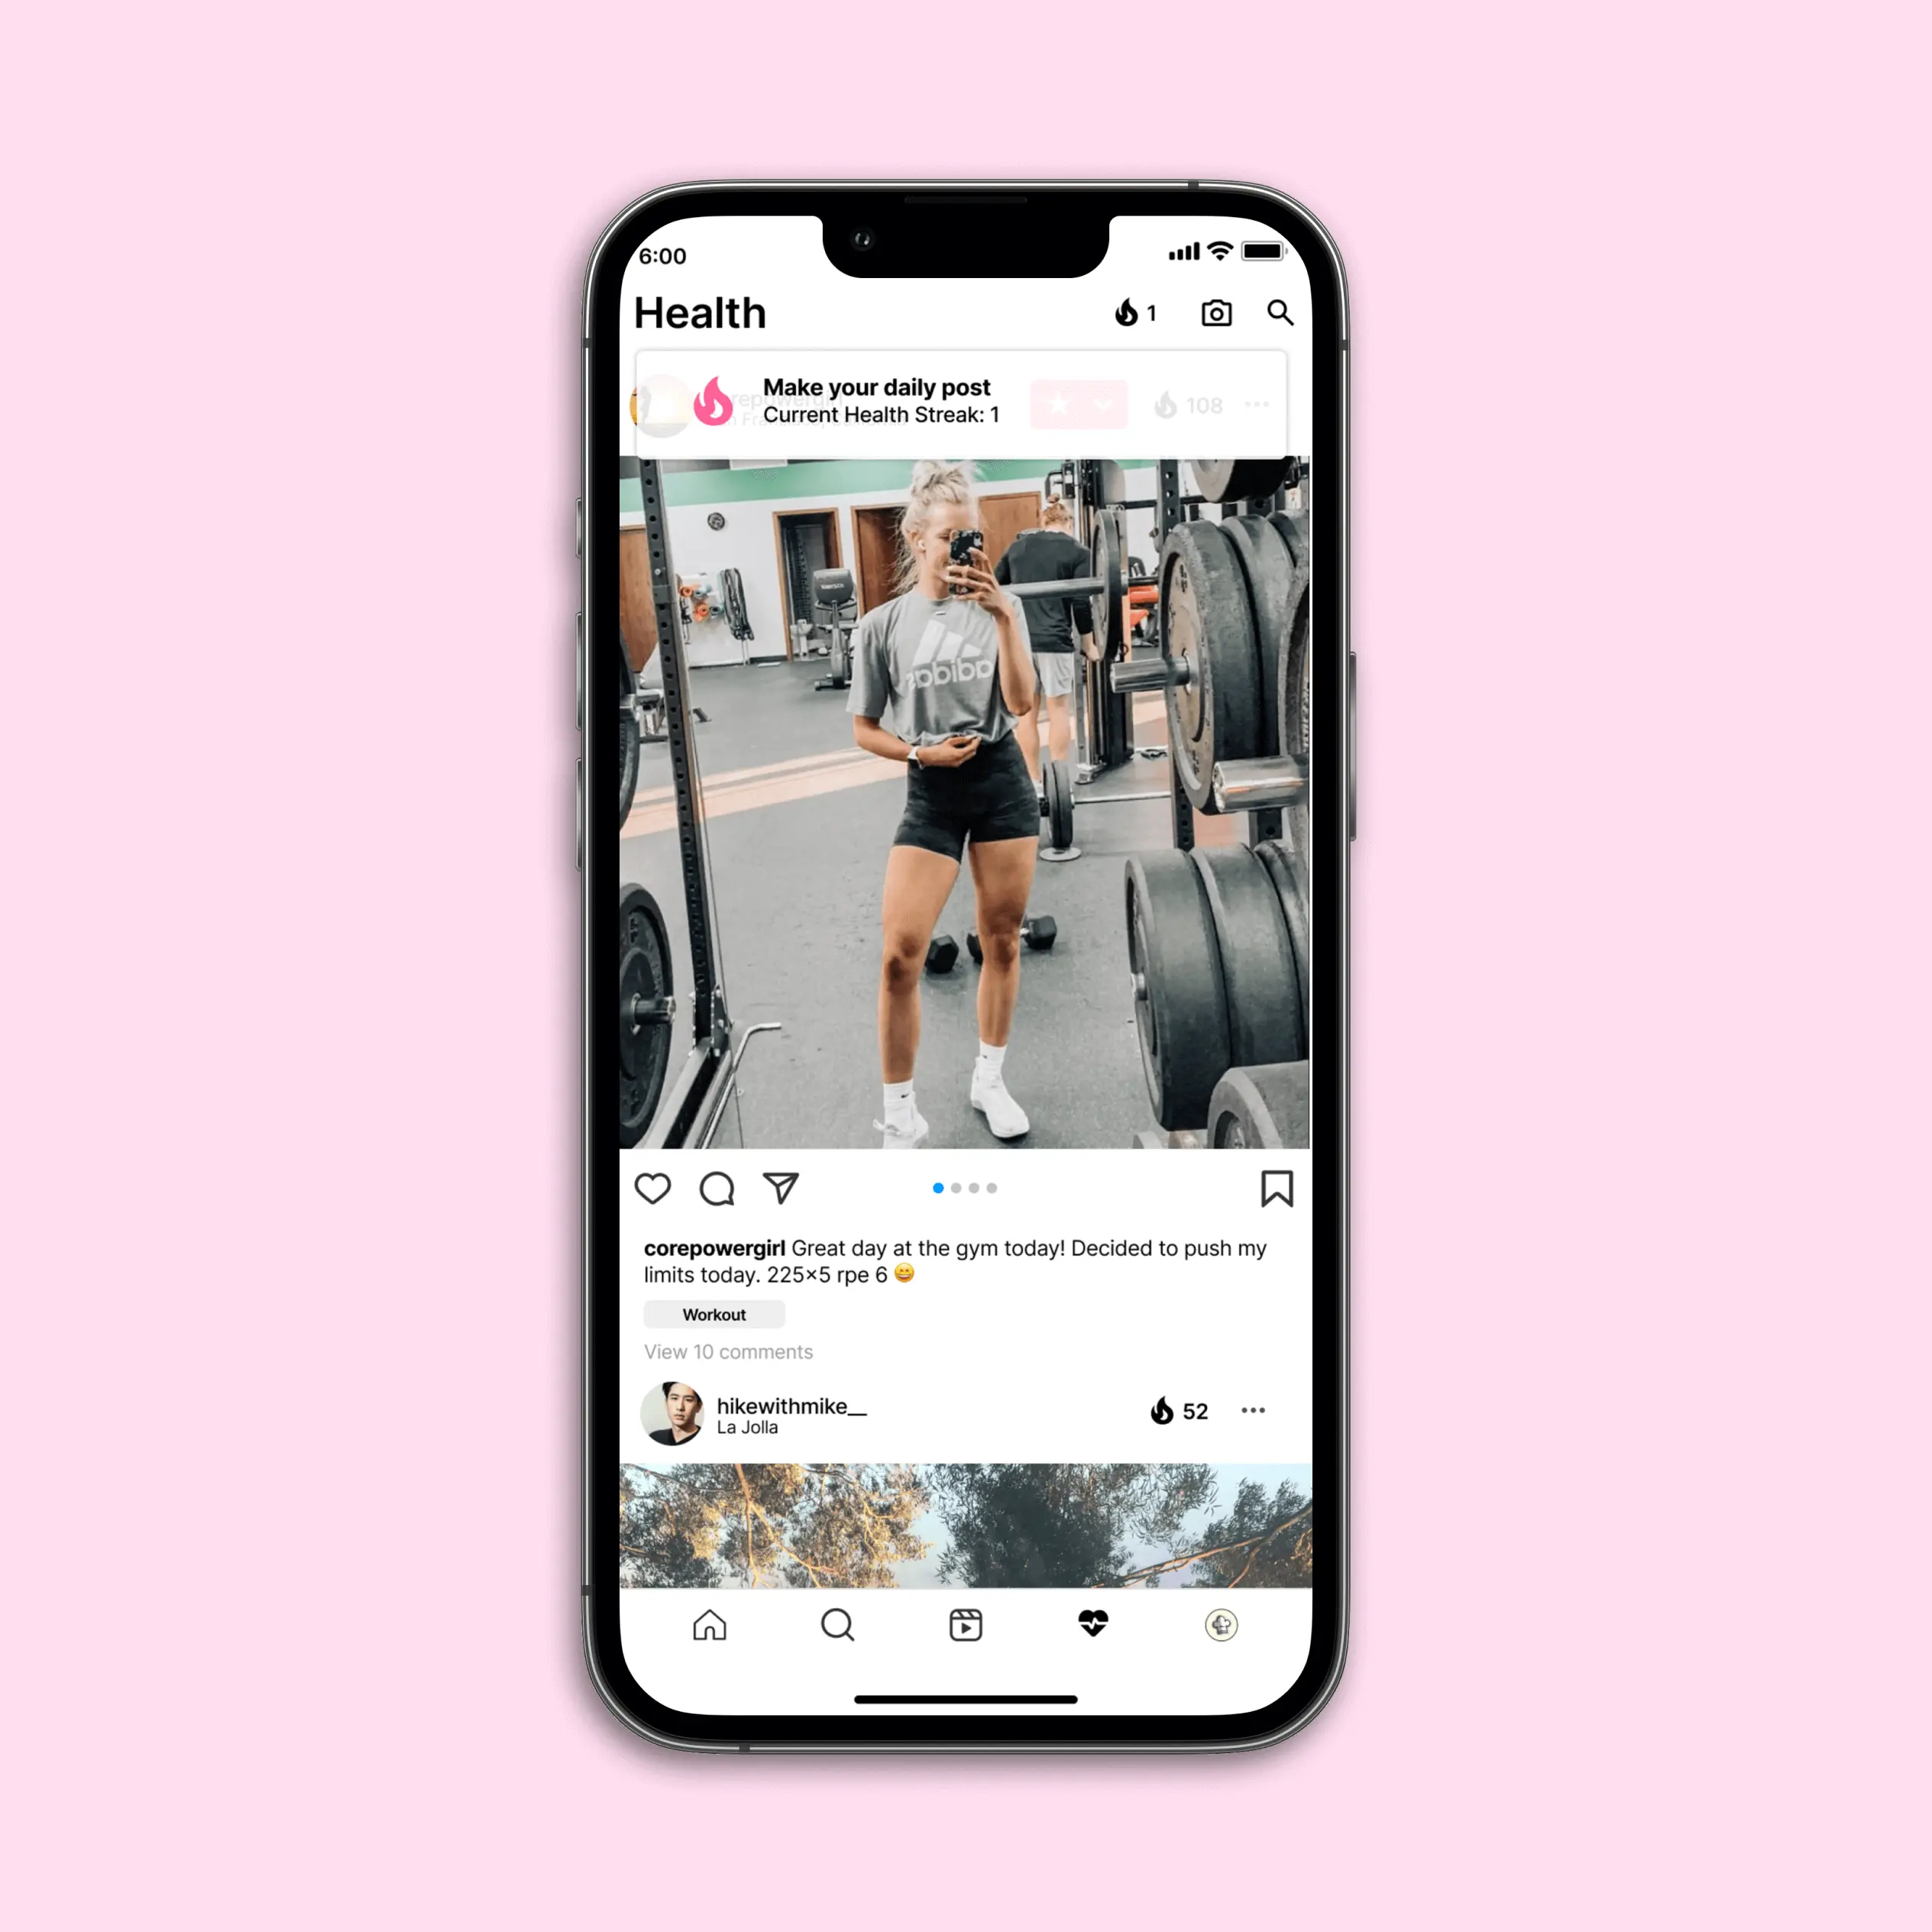 6:00
Health
1
Make your daily post
Current Health Streak: 1
108
adidas
corepowergirl Great day at the gym today! Decided to push my
limits today. 225×5 rpe 6 😄
Workout
View 10 comments
hikewithmike__
La Jolla
52